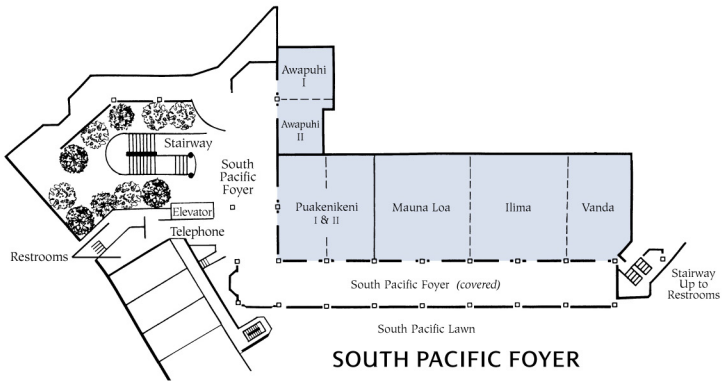 Awapuhi
I
Awapuhi
II
Stairway
South
Pacific
Foyer
Puakenikeni
I & II
Mauna Loa
Ilima
Vanda
Elevator
Telephone
Restrooms
South Pacific Foyer (covered)
Stairway
Up to
Restrooms
South Pacific Lawn
SOUTH PACIFIC FOYER